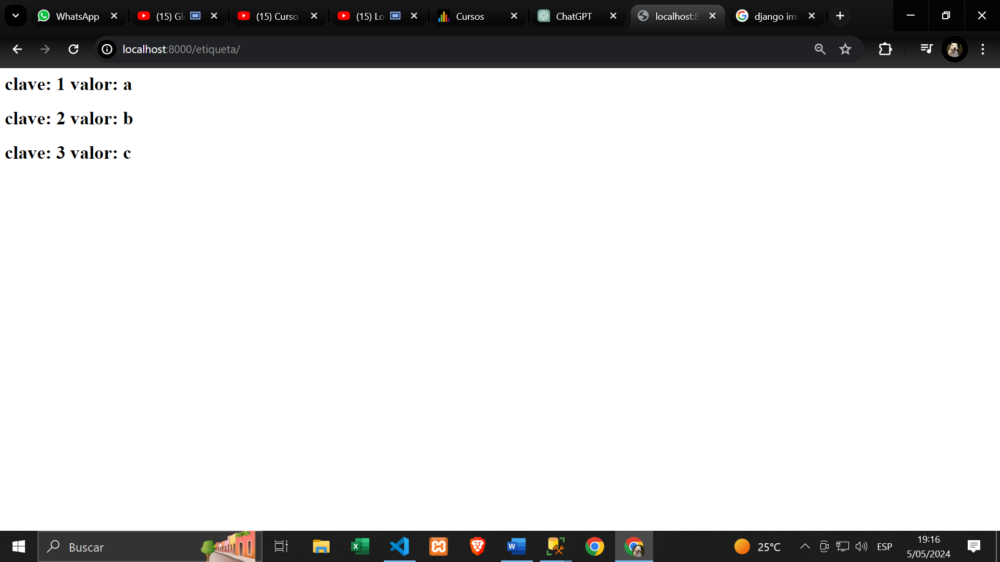 WhatsApp
(15) Gl
(15) Curso
(15) Lo
Cursos
ChatGPT
localhost:8
django im
localhost:8000/etiqueta/
clave: 1 valor: a
clave: 2 valor: b
clave: 3 valor: c
Buscar
25°C
ESP
19:16
5/05/2024